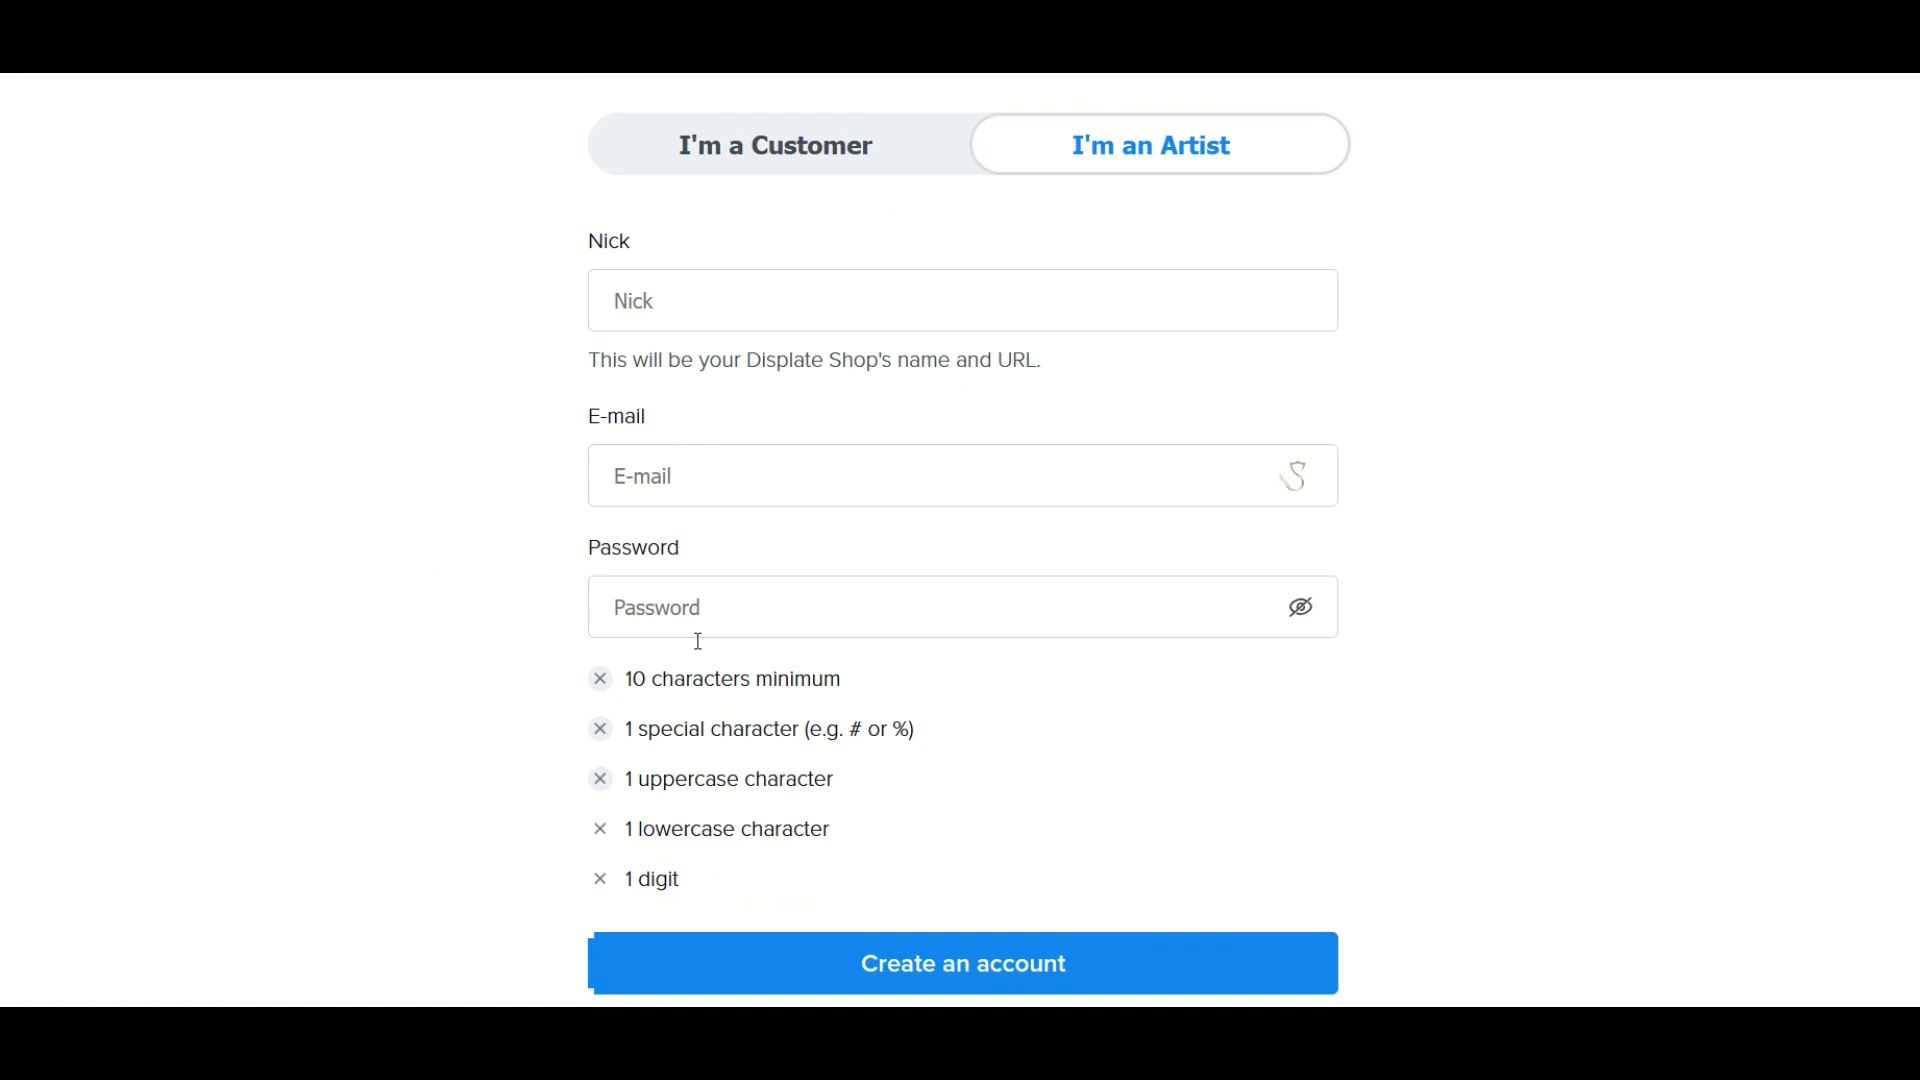 I'm a Customer
I'm an Artist
Nick
Nick
This will be your Displate Shop's name and URL.
E-mail
E-mail
Password
Password
10 characters minimum
1 special character (e.g. # or %)
1 uppercase character
1 lowercase character
1 digit
Create an account